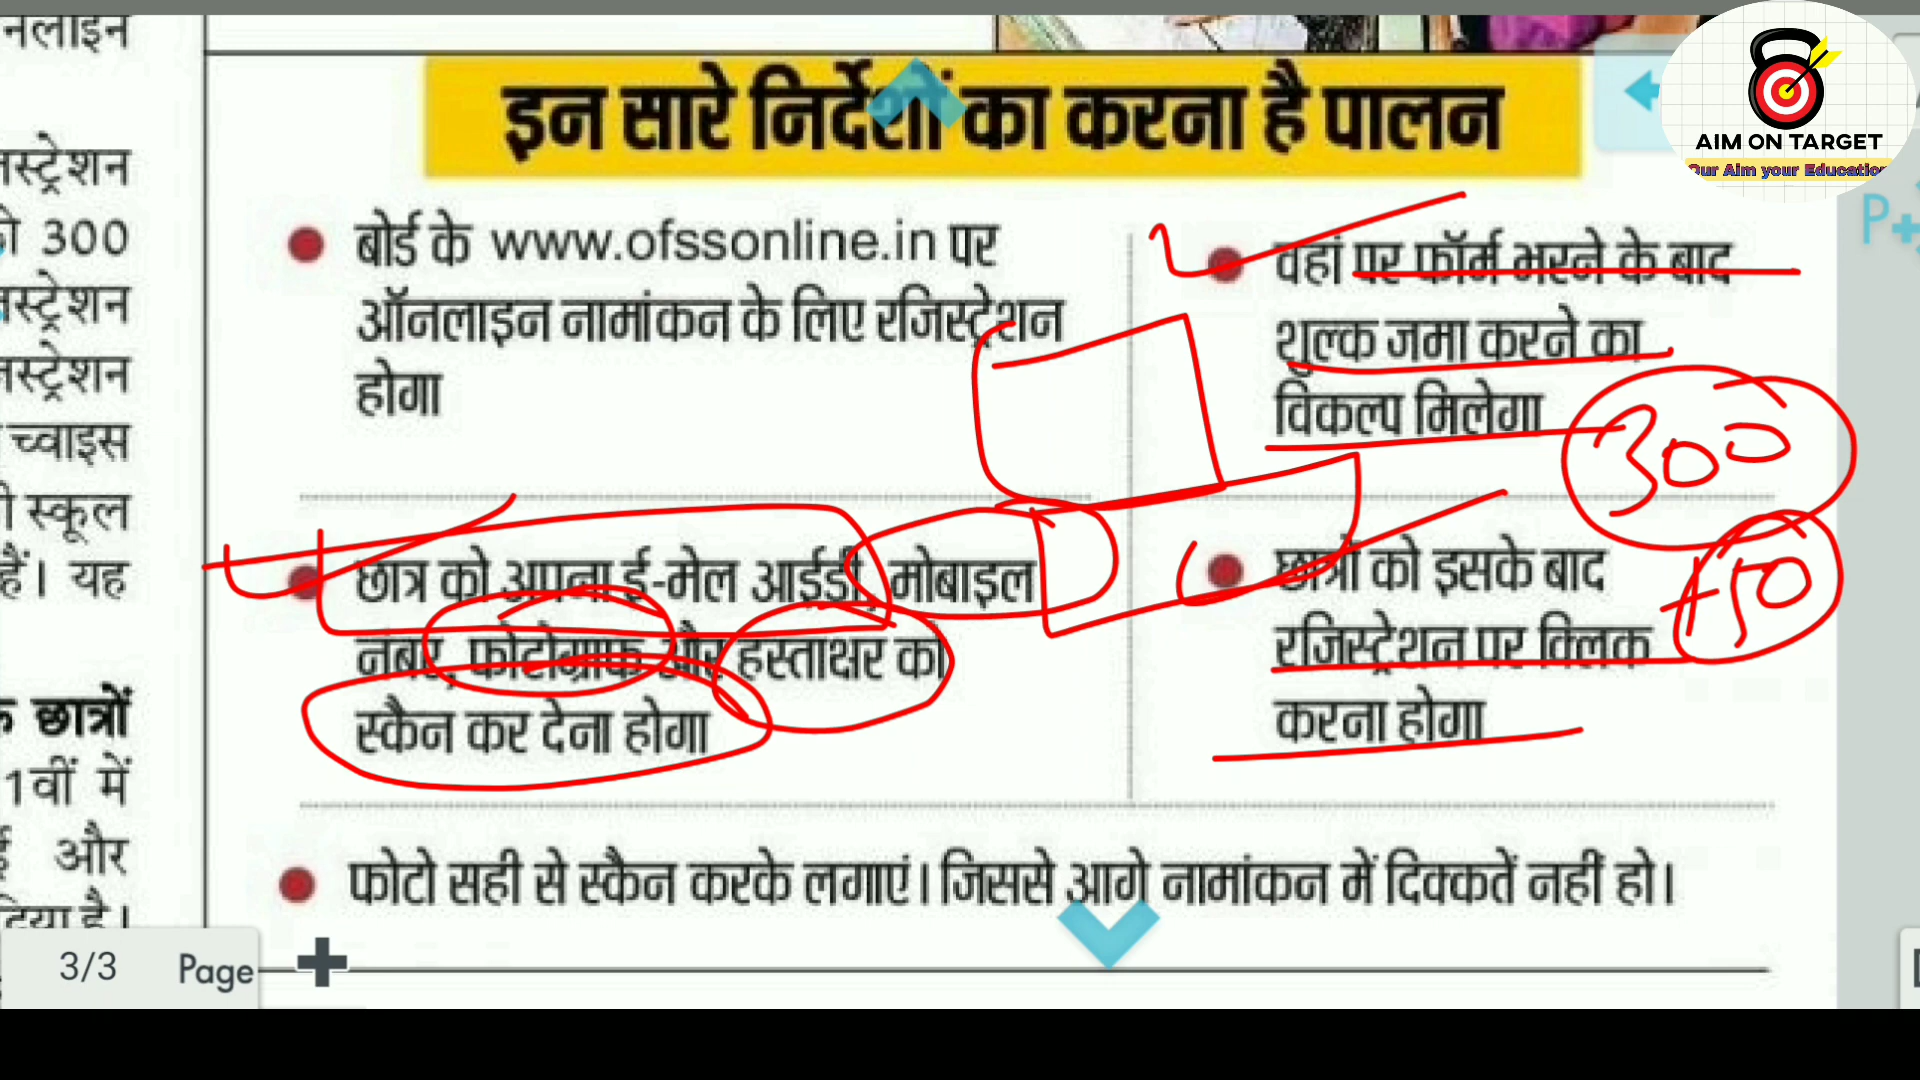 नलाइन
स्ट्रेशन
300
स्ट्रेशन
स्ट्रेशन
च्वाइस
स्कूल
हैं। यह
छात्रों
1वीं में
और
है।
इन सारे निर्देशों का करना है पालन
बोर्ड के www.ofssonline.in पर
ऑनलाइन नामांकन के लिए रजिस्ट्रेशन
होगा
छात्र को अपना ई-मेल आईडी, मोबाइल
नंबर, फोटोग्राफ और हस्ताक्षर को
स्कैन कर देना होगा
वहां पर फॉर्म भरने के बाद
शुल्क जमा करने का
विकल्प मिलेगा
300
छात्रों को इसके बाद
+50
रजिस्ट्रेशन पर क्लिक
करना होगा
फोटो सही से स्कैन करके लगाएं। जिससे आगे नामांकन में दिक्कतें नहीं हो।
AIM ON TARGET
Our Aim your Education
P+
3/3 Page